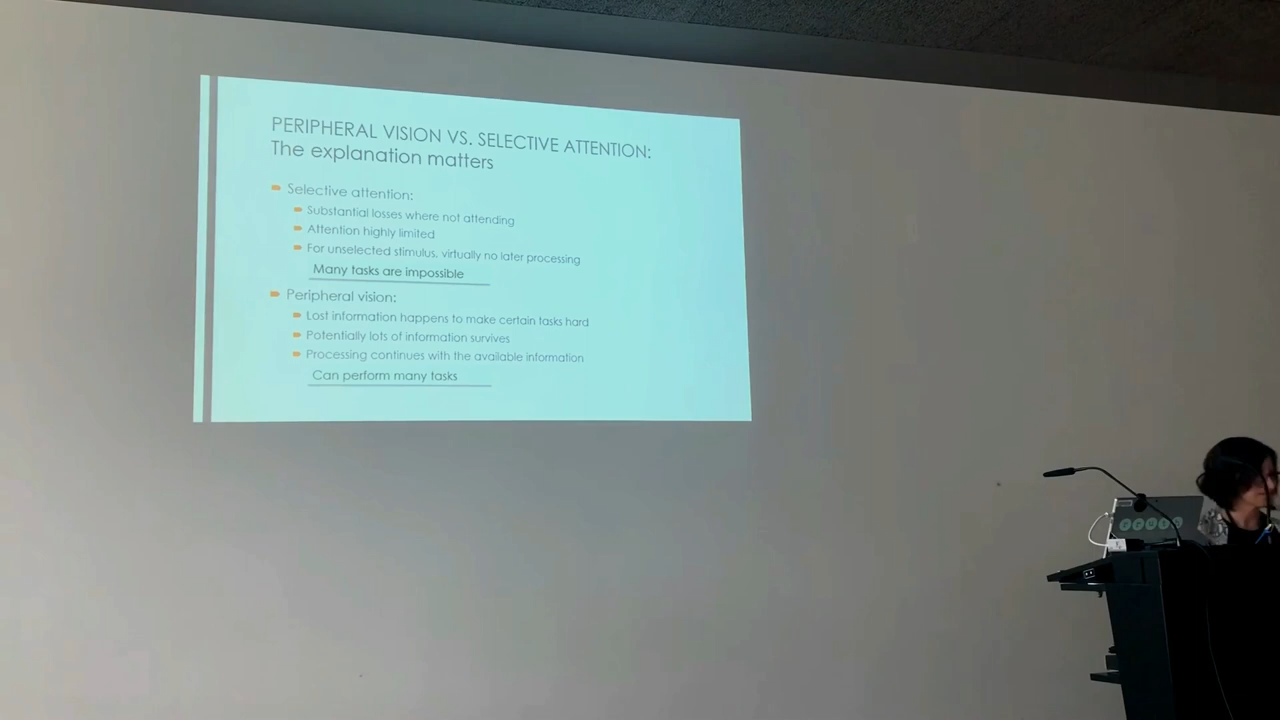 PERIPHERAL VISION VS. SELECTIVE ATTENTION:
The explanation matters
Selective attention:
Substantial losses where not attending
Attention highly limited
For unselected stimulus, virtually no later processing
Many tasks are impossible
Peripheral vision:
Lost information happens to make certain tasks hard
Potentially lots of information survives
Processing continues with the available information
Can perform many tasks